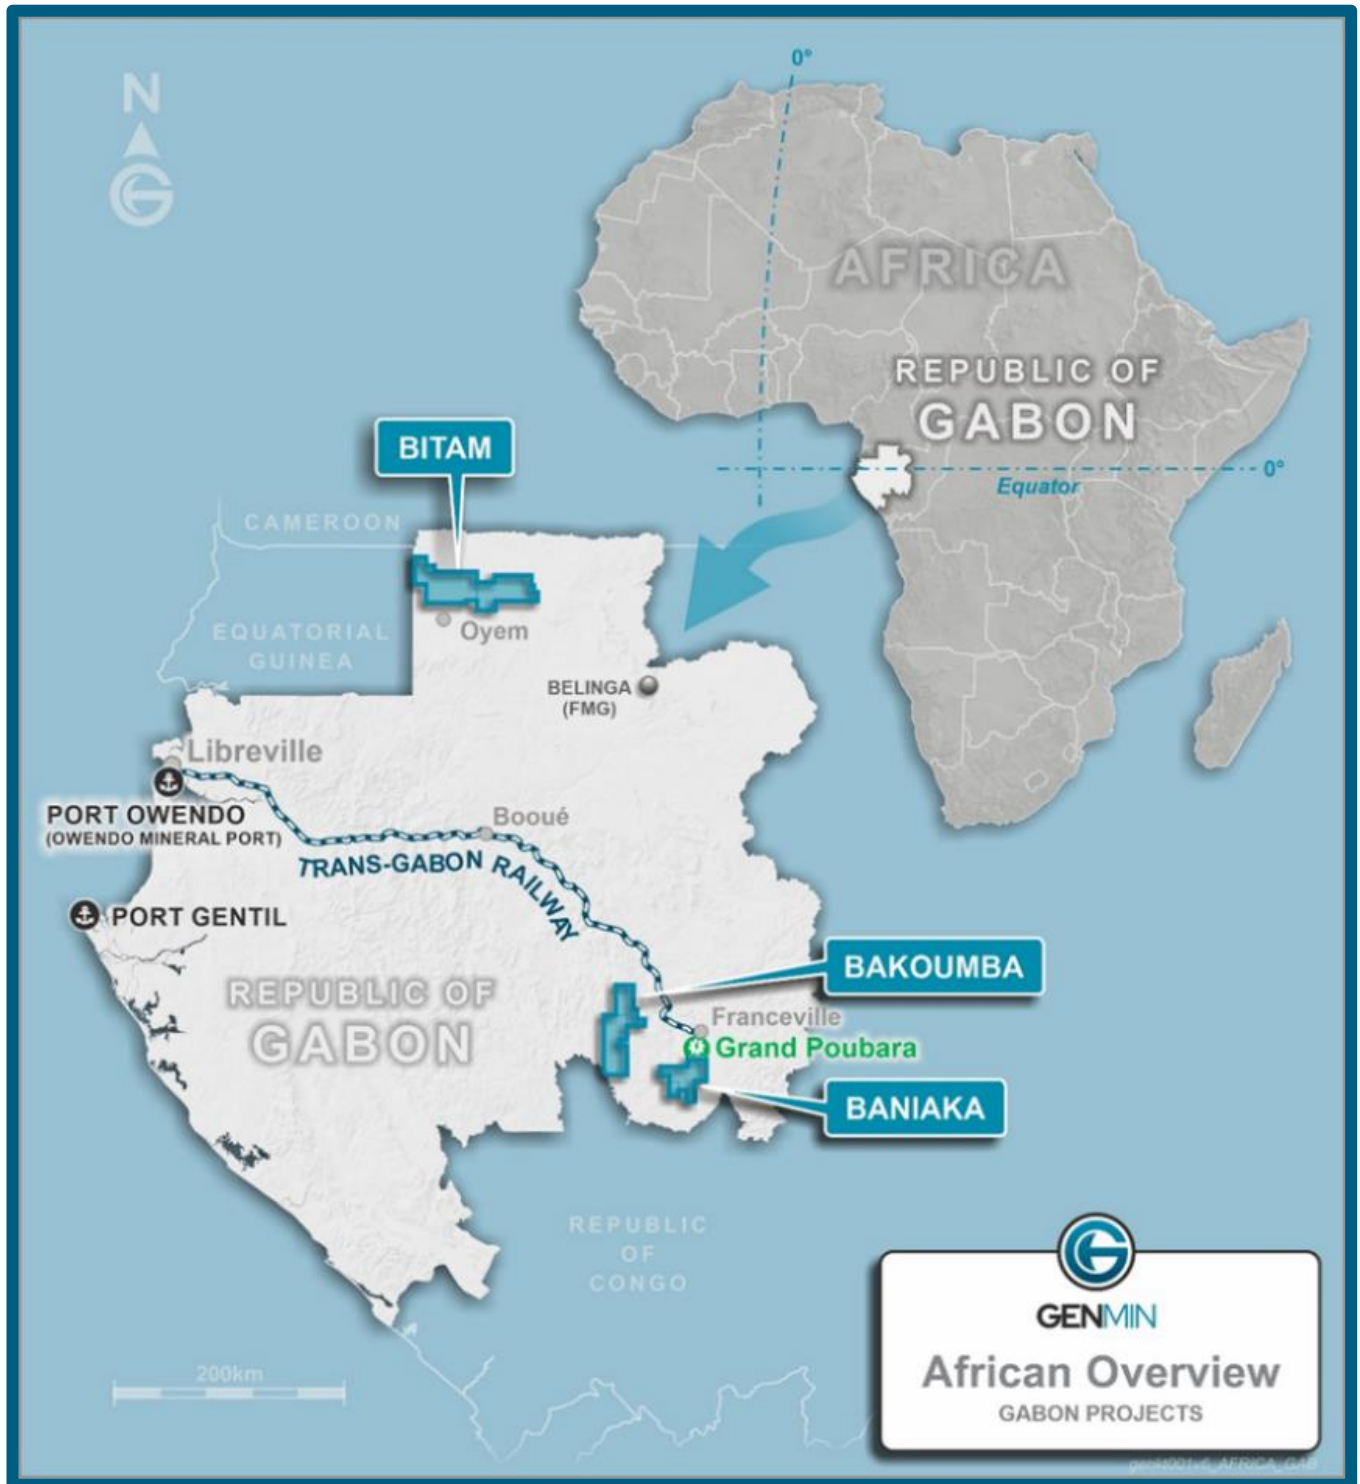 N
0°
AFRICA
REPUBLIC OF
GABON
0°
Equator
BITAM
CAMEROON
EQUATORIAL
GUINEA
Oyem
BELINGA
(FMG)
Libreville
PORT OWENDO
(OWENDO MINERAL PORT)
Booué
TRANS-GABON RAILWAY
PORT GENTIL
BAKOUMBA
REPUBLIC OF
GABON
Franceville
Grand Poubara
BANIAKA
REPUBLIC
OF
CONGO
200km
G
GENMIN
African Overview
GABON PROJECTS